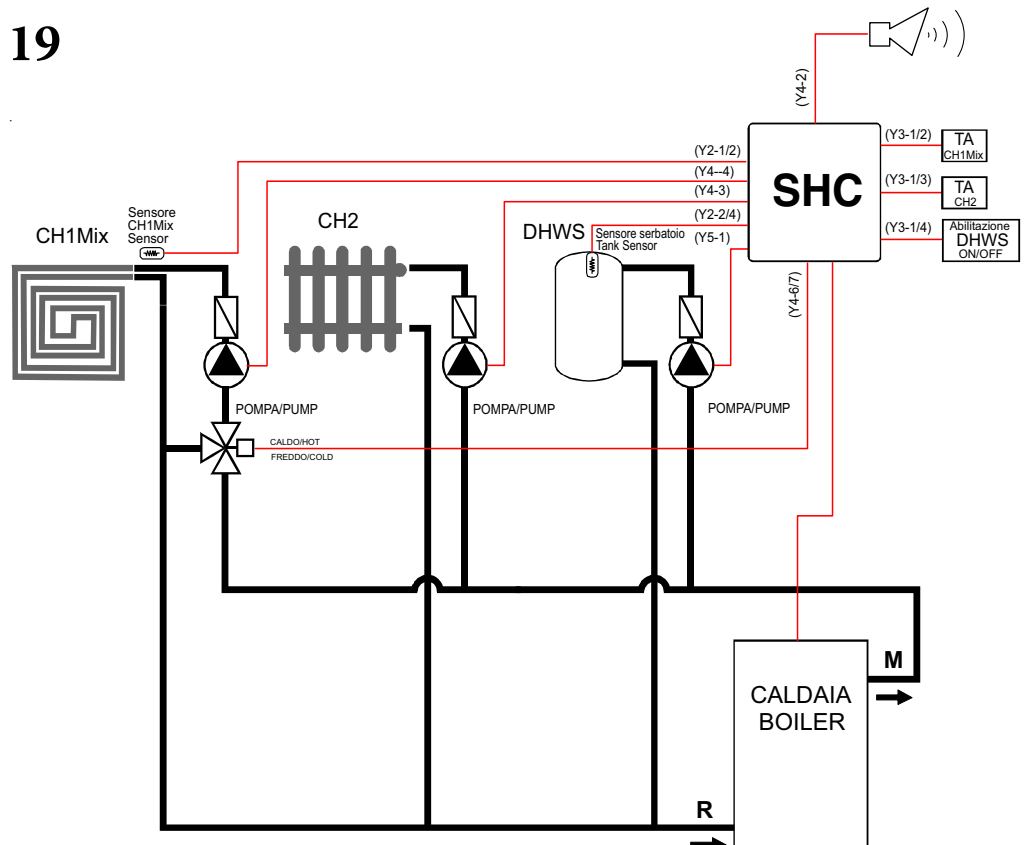 19
(Y4-2)
(Y2-1/2)
(Y4--4)
(Y4-3)
(Y2-2/4)
(Y5-1)
SHC
(Y3-1/2)
TA
CH1Mix
(Y3-1/3)
TA
CH2
(Y3-1/4)
Abilitazione
DHWS
ON/OFF
(Y4-6/7)
CH1Mix
Sensore
CH1Mix
Sensor
CH2
DHWS
Sensore serbatoio
Tank Sensor
POMPA/PUMP
POMPA/PUMP
POMPA/PUMP
CALDO/HOT
FREDDO/COLD
M
CALDAIA
BOILER
R